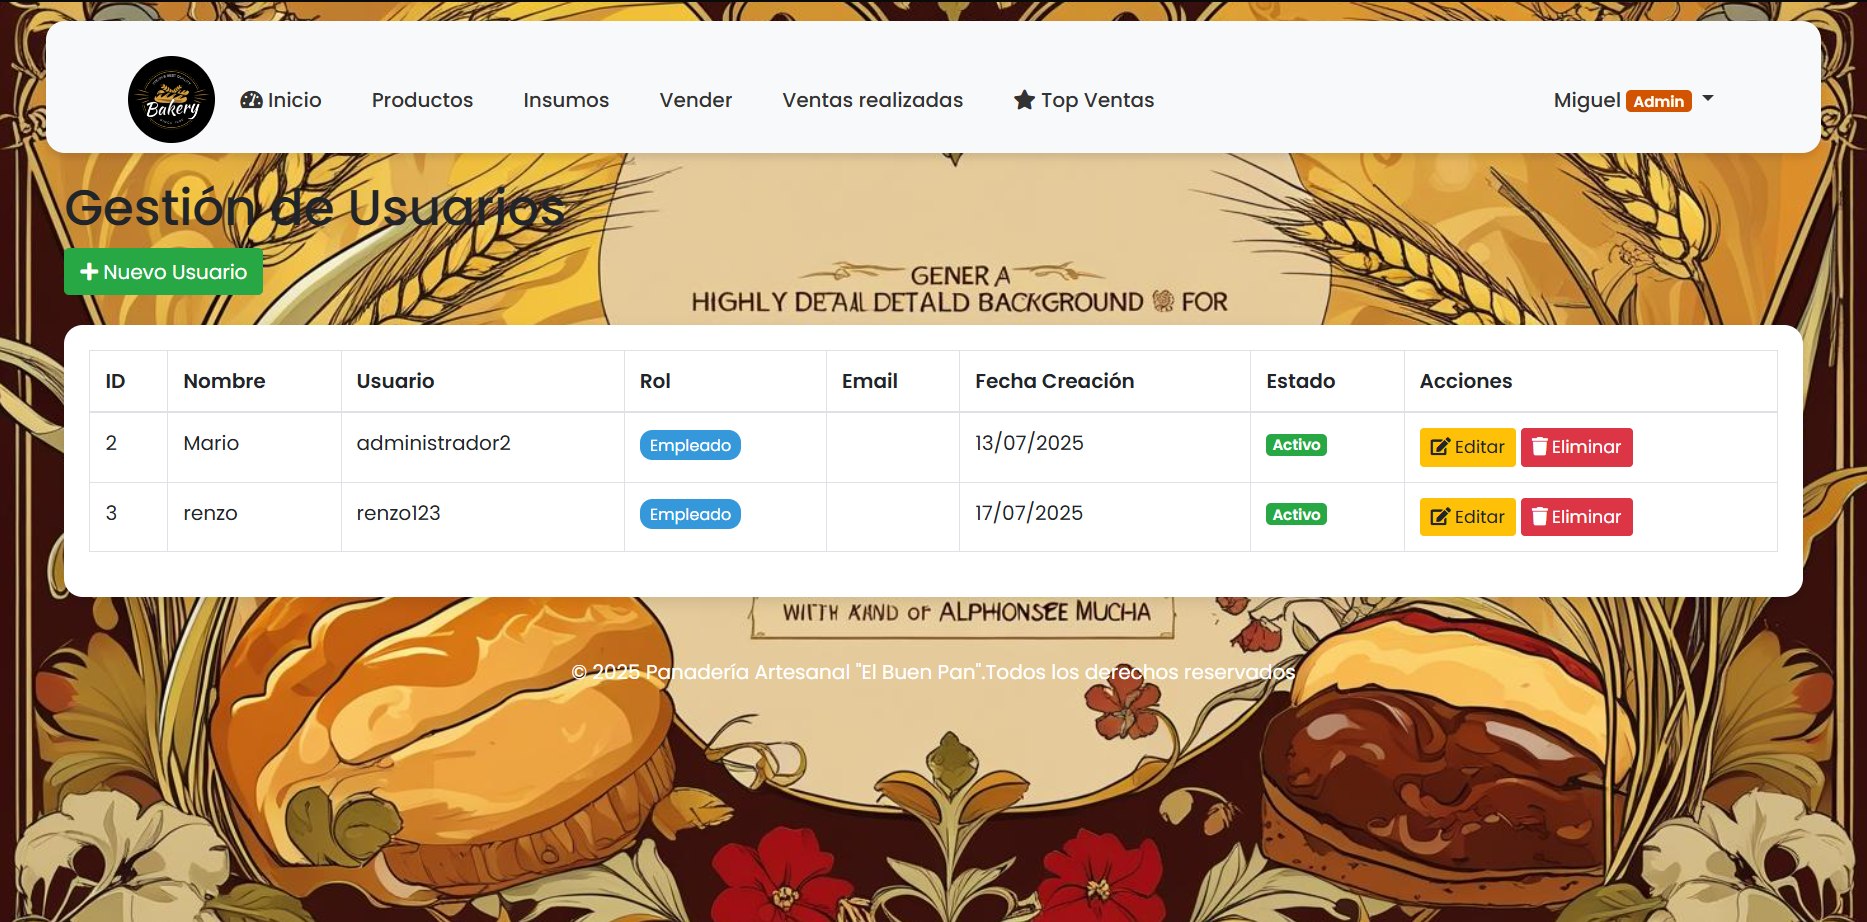 Bakery
Inicio Productos Insumos Vender Ventas realizadas Top Ventas Miguel Admin
Gestión de Usuarios
Nuevo Usuario
GENER A
HIGHLY DETAIL DETALD BACKGROUND FOR
ID Nombre Usuario Rol Email Fecha Creación Estado Acciones
2 Mario administrador2 Empleado 13/07/2025 Activo Editar Eliminar
3 renzo renzo123 Empleado 17/07/2025 Activo Editar Eliminar
WITH KIND OF ALPHONSEE MUCHA
© 2025 Panadería Artesanal "El Buen Pan".Todos los derechos reservados